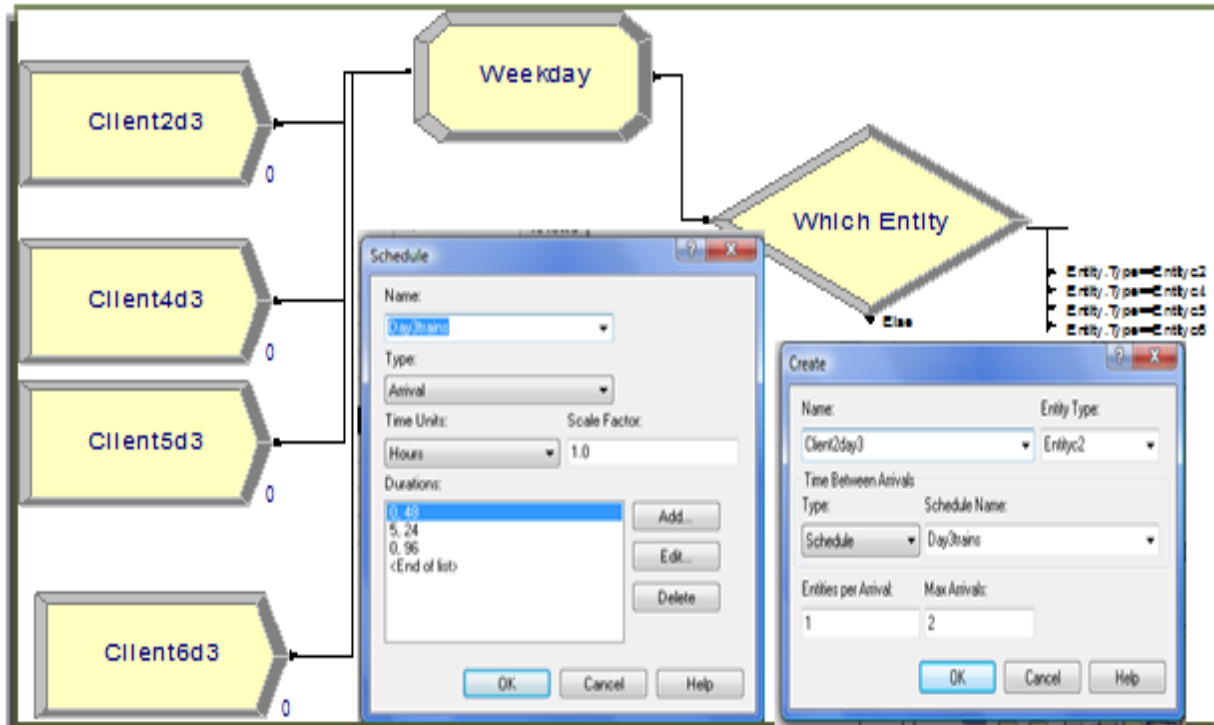 Client2d3
0
Client4d3
0
Client5d3
0
Client6d3
0
Weekday
Which Entity
Else
Entity.Type==Entityc2
Entity.Type==Entityc4
Entity.Type==Entityc5
Entity.Type==Entityc6
Schedule
Name:
Day3trains
Type:
Arrival
Time Units:
Scale Factor:
Hours
1.0
Durations:
0, 48
5, 24
0, 96
<End of list>
Add...
Edit...
Delete
OK
Cancel
Help
Create
Name:
Entity Type:
Client2day3
Entityc2
Time Between Arrivals
Type:
Schedule Name:
Schedule
Day3trains
Entities per Arrival:
Max Arrivals:
1
2
OK
Cancel
Help